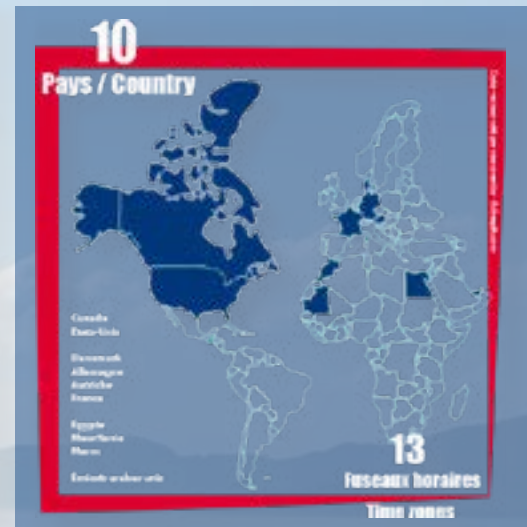 10
Pays / Country
Canada
Etats-Unis
Danemark
Allemagne
Autriche
France
Egypte
Mauritanie
Maroc
Emirats arabes unis
13
Fuseaux horaires
Time zones